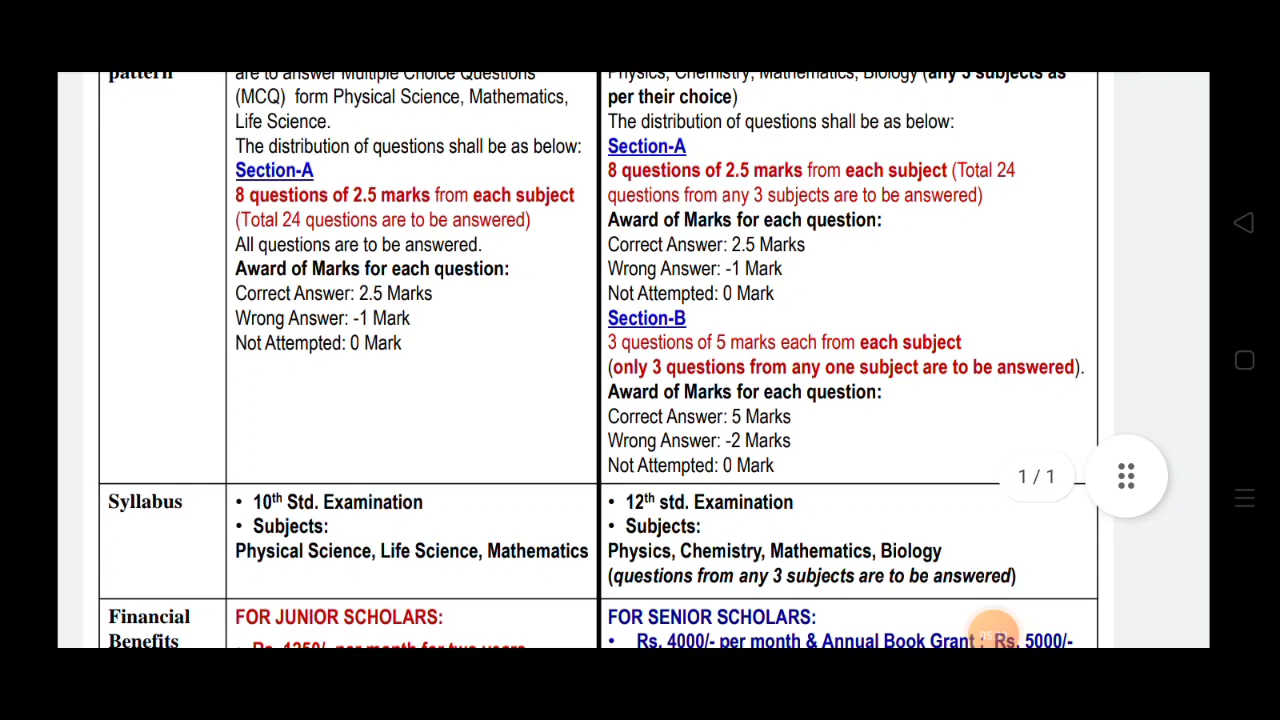 pattern
are to answer Multiple Choice Questions
(MCQ) form Physical Science, Mathematics,
Life Science.
The distribution of questions shall be as below:
Section-A
8 questions of 2.5 marks from each subject
(Total 24 questions are to be answered)
All questions are to be answered.
Award of Marks for each question:
Correct Answer: 2.5 Marks
Wrong Answer: -1 Mark
Not Attempted: 0 Mark
Physics, Chemistry, Mathematics, Biology (any 3 subjects as
per their choice)
The distribution of questions shall be as below:
Section-A
8 questions of 2.5 marks from each subject (Total 24
questions from any 3 subjects are to be answered)
Award of Marks for each question:
Correct Answer: 2.5 Marks
Wrong Answer: -1 Mark
Not Attempted: 0 Mark
Section-B
3 questions of 5 marks each from each subject
(only 3 questions from any one subject are to be answered).
Award of Marks for each question:
Correct Answer: 5 Marks
Wrong Answer: -2 Marks
Not Attempted: 0 Mark
1/1
Syllabus
• 10th Std. Examination
• Subjects:
Physical Science, Life Science, Mathematics
• 12th std. Examination
• Subjects:
Physics, Chemistry, Mathematics, Biology
(questions from any 3 subjects are to be answered)
Financial
Benefits
FOR JUNIOR SCHOLARS:
• Rs. 1250/- per month for two years
FOR SENIOR SCHOLARS:
• Rs. 4000/- per month & Annual Book Grant : Rs. 5000/-